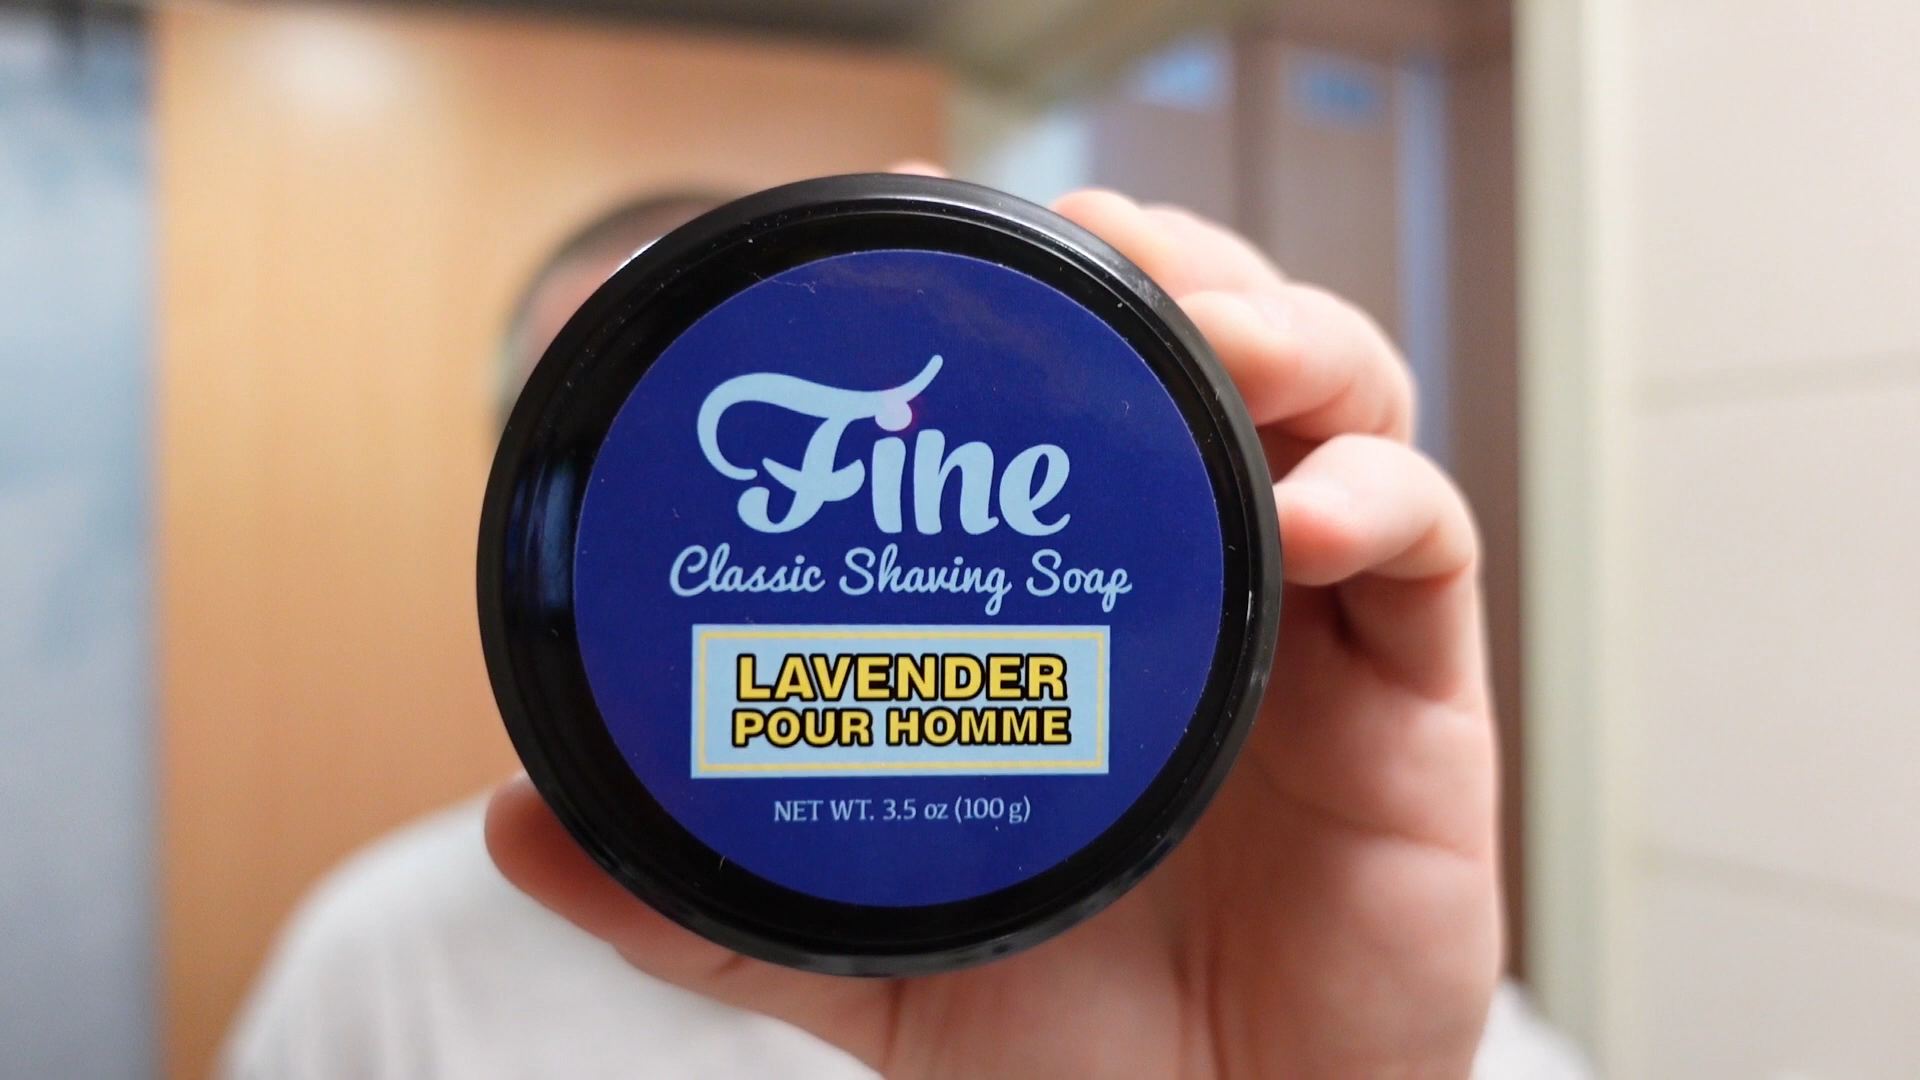 Fine
Classic Shaving Soap
LAVENDER
POUR HOMME
NET WT. 3.5 oz (100 g)